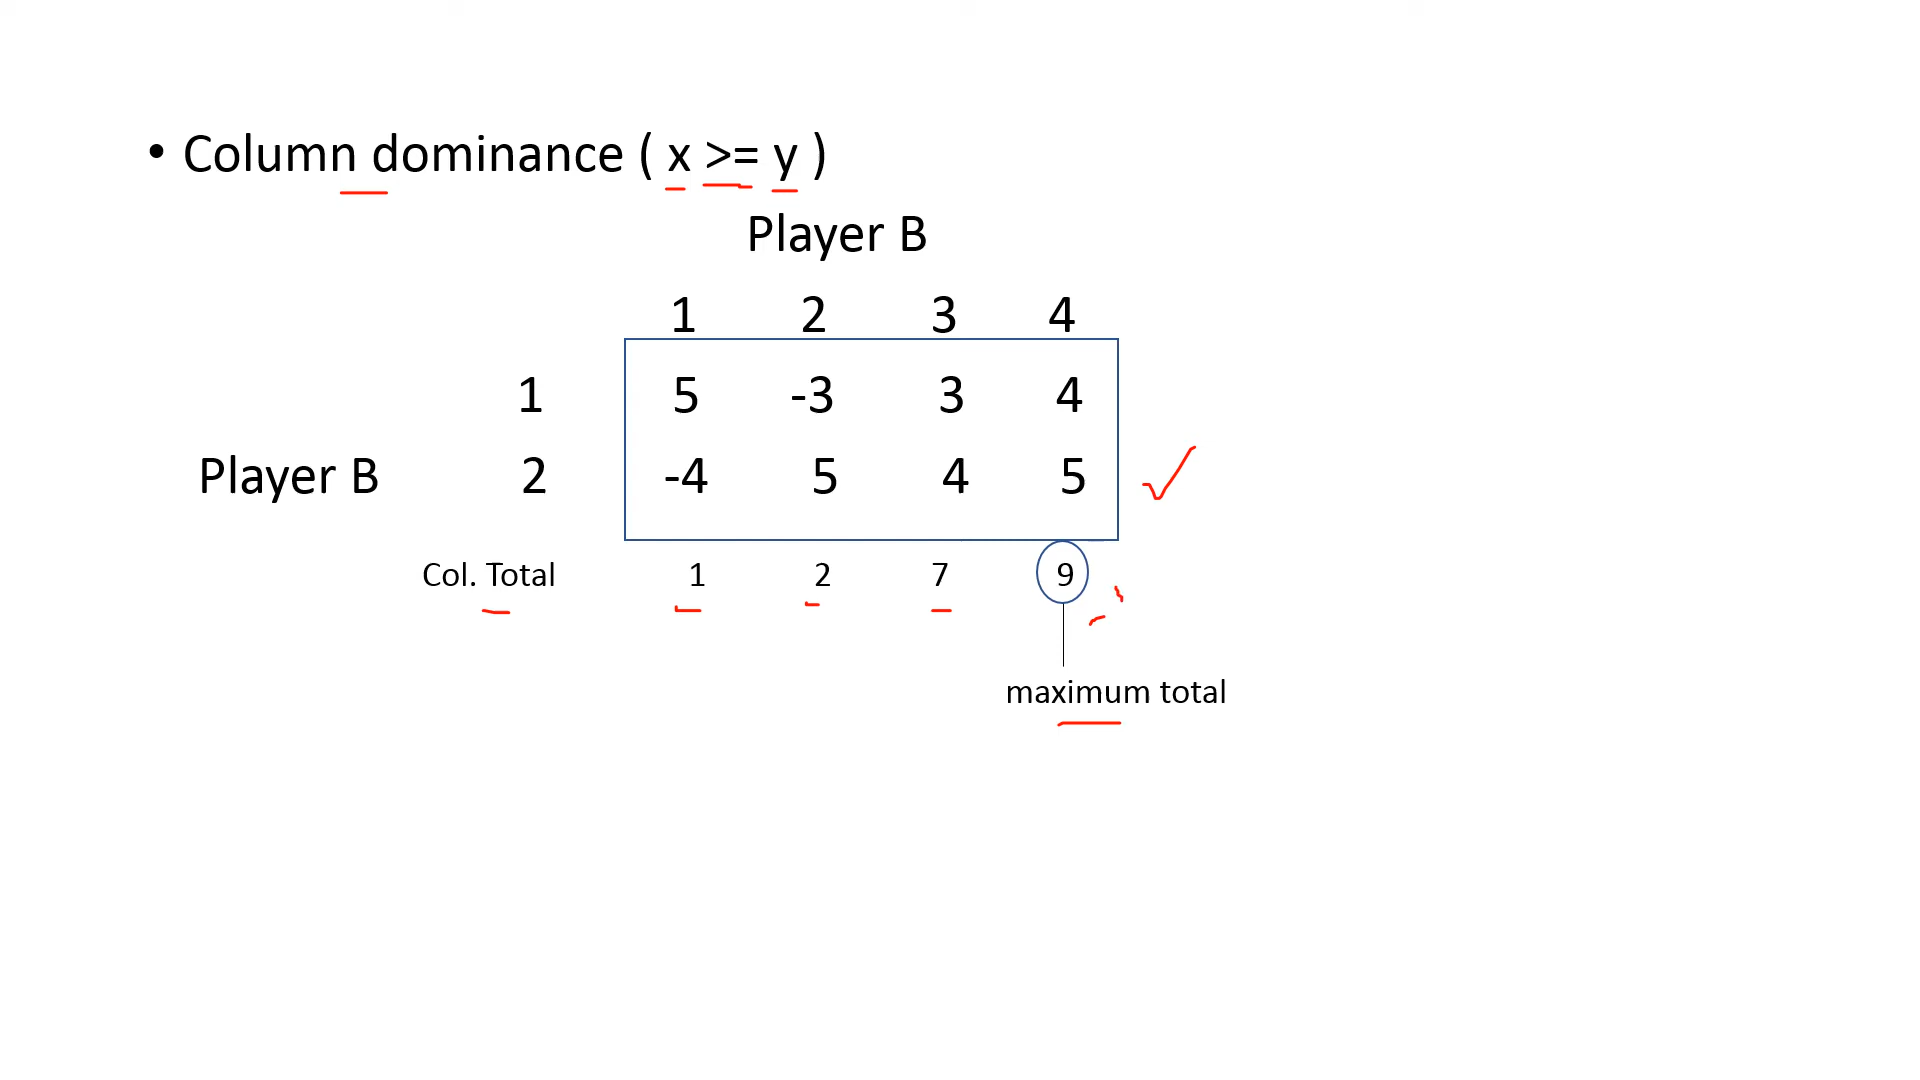 • Column dominance ( x >= y )
Player B
1 2 3 4
1 5 -3 3 4
Player B 2 -4 5 4 5
Col. Total 1 2 7 9
maximum total